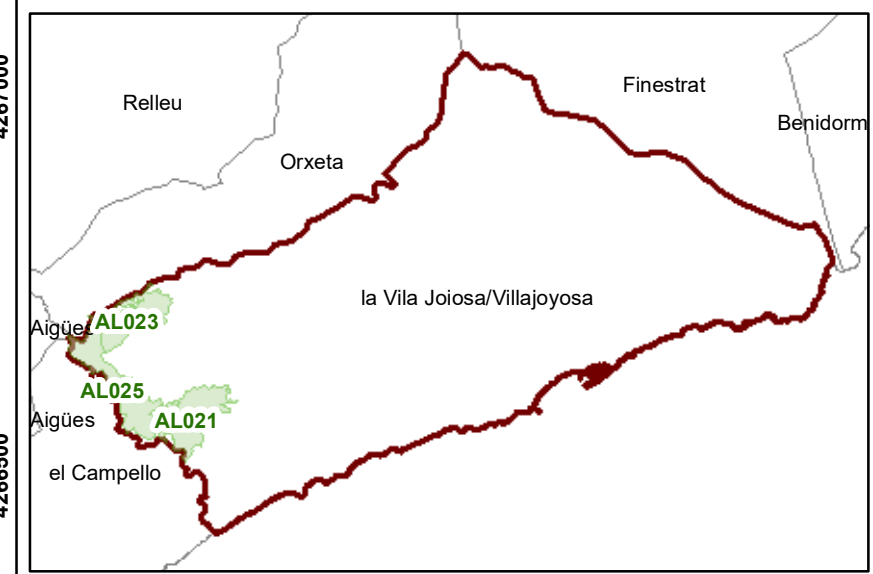 Finestrat
Relleu
Benidorm
Orxeta
la Vila Joiosa/Villajoyosa
AL023
Aigües
AL025
AL021
Aigües
el Campello